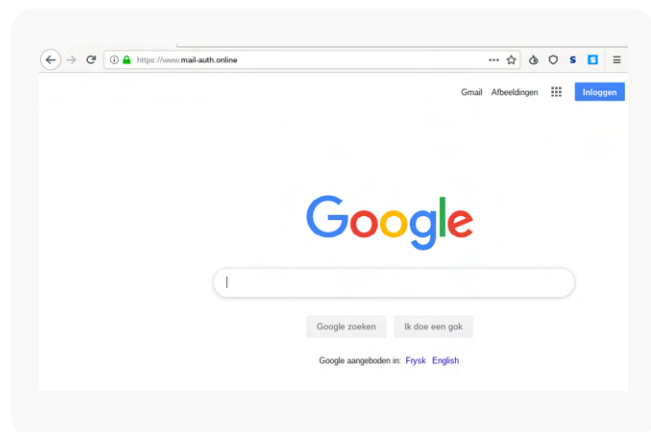 https://www.mail-auth.online
Gmail Afbeeldingen Inloggen
Google
Google zoeken Ik doe een gok
Google aangeboden in: Frysk English